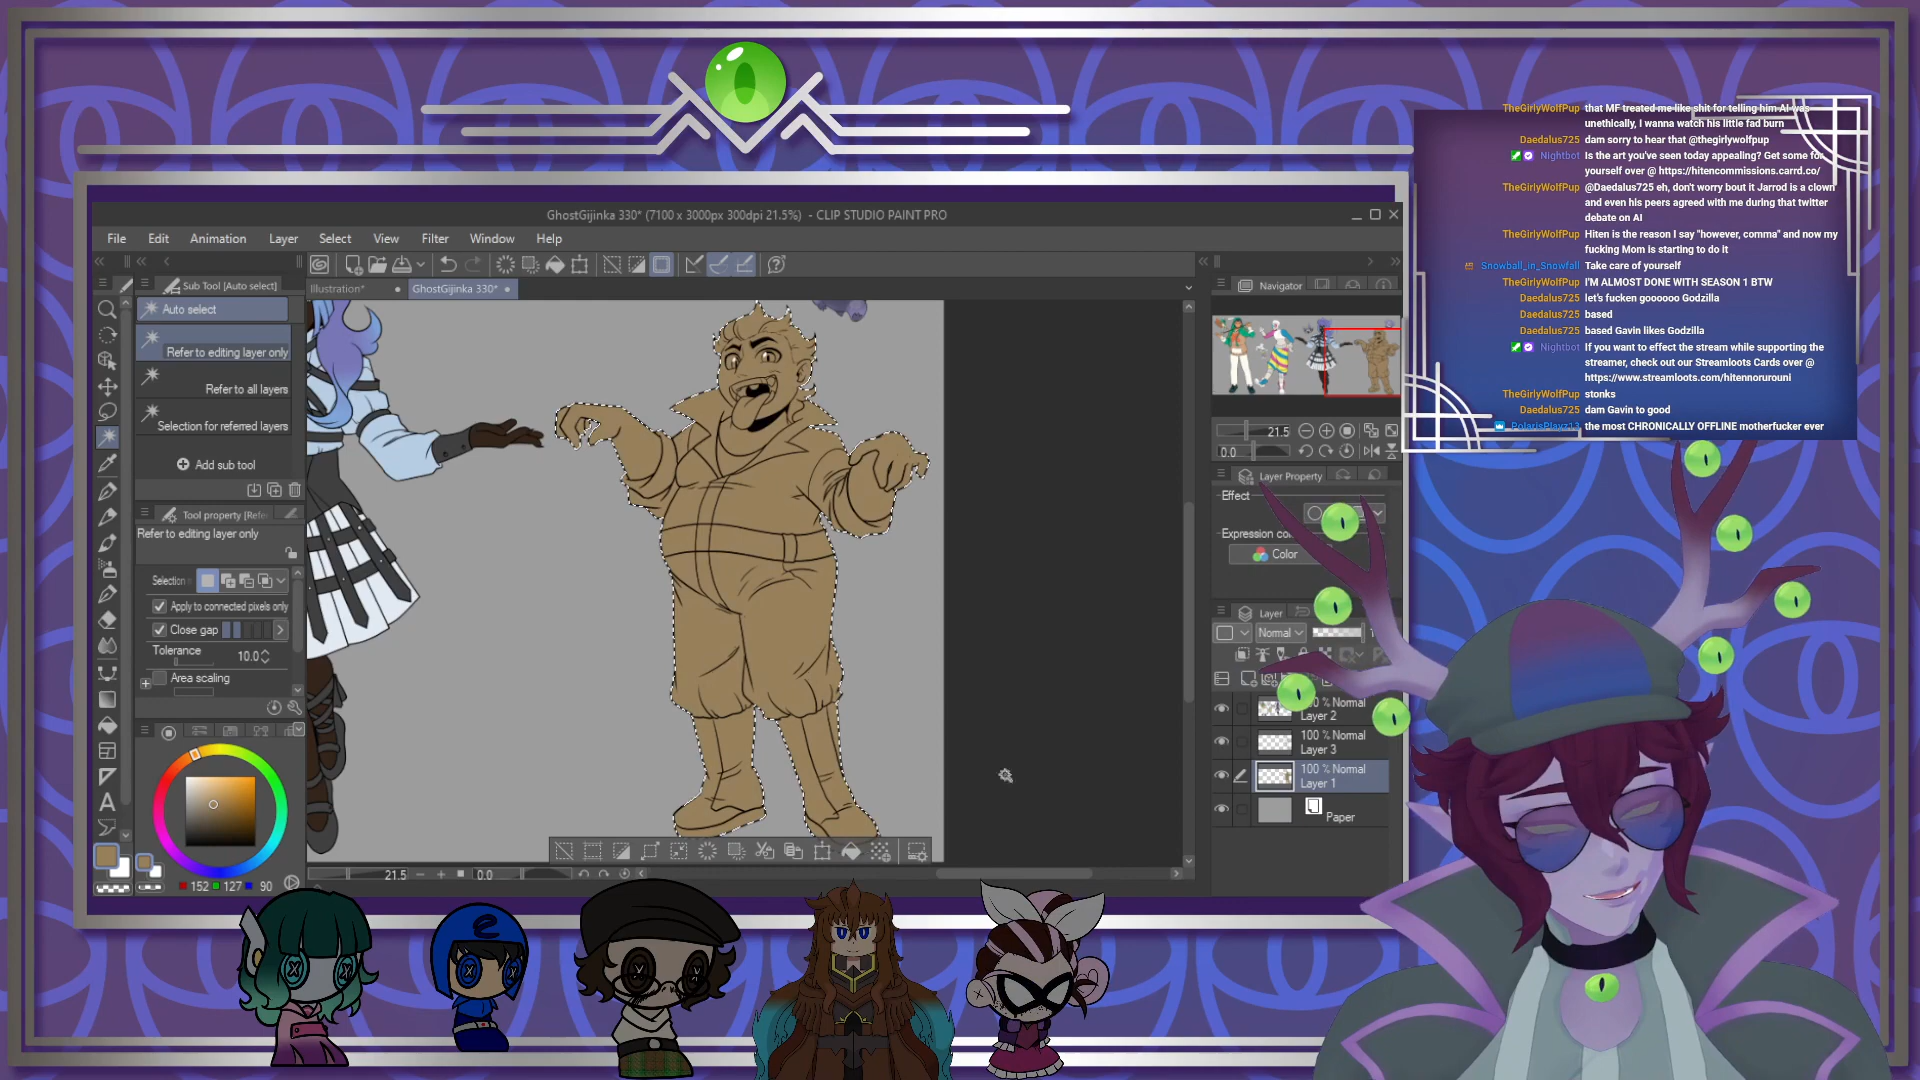 GhostGijinka 330* (7100 x 3000px 300dpi 21.5%) - CLIP STUDIO PAINT PRO
File Edit Animation Layer Select View Filter Window Help
Sub Tool [Auto select]
Auto select
Refer to editing layer only
Refer to all layers
Selection for referred layers
Add sub tool
Tool property [Refe
Refer to editing layer only
Selection
Apply to connected pixels only
Close gap
Tolerance
10.0
Area scaling
152 127 90
Illustration*
GhostGijinka 330*
21.5
0.0
Navigator
21.5
0.0
Layer Property
Effect
Expression co
Color
Layer
Normal
% Normal
Layer 2
100 % Normal
Layer 3
100 % Normal
Layer 1
Paper
TheGirlyWolfPup that MF treated me like shit for telling him AI was
unethically, I wanna watch his little fad burn
Daedalus725 dam sorry to hear that @thegirlywolfpup
Nightbot Is the art you've seen today appealing? Get some for
yourself over @ https://hitencommissions.carrd.co/
TheGirlyWolfPup @Daedalus725 eh, don't worry bout it Jarrod is a clown
and even his peers agreed with me during that twitter
debate on AI
TheGirlyWolfPup Hiten is the reason I say "however, comma" and now my
fucking Mom is starting to do it
Snowball_in_Snowfall Take care of yourself
TheGirlyWolfPup I'M ALMOST DONE WITH SEASON 1 BTW
Daedalus725 let's fucken goooooo Godzilla
Daedalus725 based
Daedalus725 based Gavin likes Godzilla
Nightbot If you want to effect the stream while supporting the
streamer, check out our Streamloots Cards over @
https://www.streamloots.com/hitennorurouni
TheGirlyWolfPup stonks
Daedalus725 dam Gavin to good
PolarisPlayz13 the most CHRONICALLY OFFLINE motherfucker ever